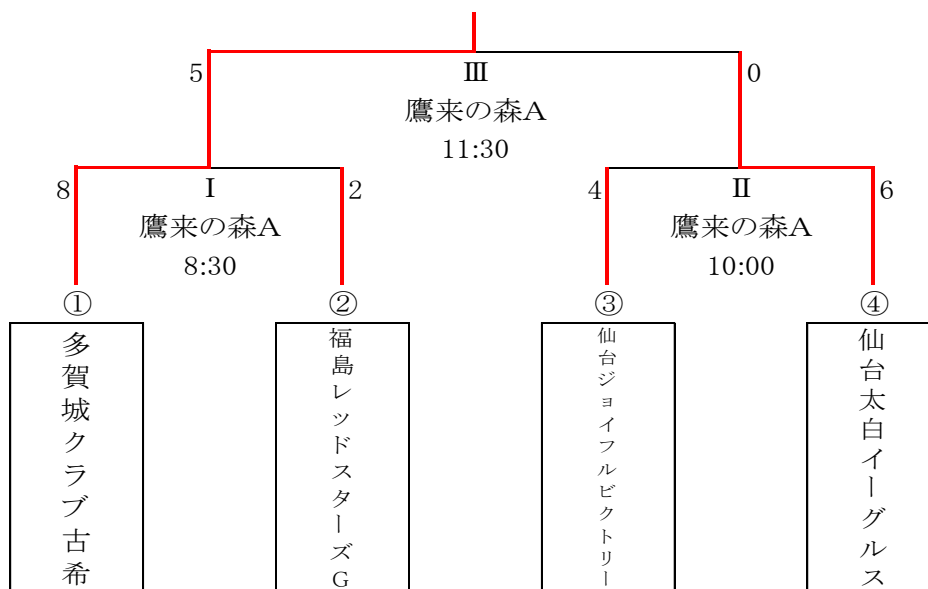 5
0
Ⅲ
鷹来の森A
11:30
8
2
4
6
Ⅰ
Ⅱ
鷹来の森A
鷹来の森A
8:30
10:00
①
②
③
④
多賀城クラブ古希
福島レッドスターズG
仙台ジョイフルビクトリー
仙台太白イーグルス